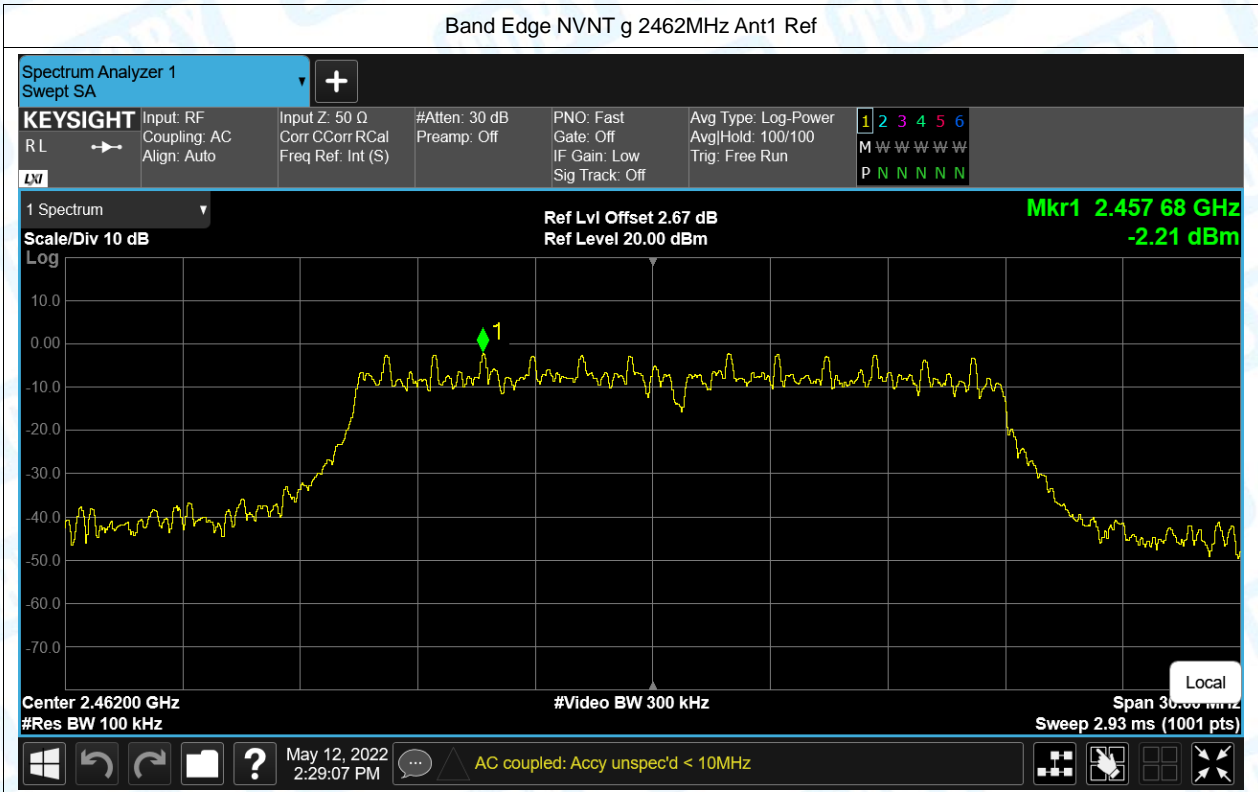 Band Edge NVNT g 2462MHz Ant1 Ref
Spectrum Analyzer 1
Swept SA
KEYSIGHT
RL
LXI
Input: RF
Coupling: AC
Align: Auto
Input Z: 50 Ω
Corr CCorr RCal
Freq Ref: Int (S)
#Atten: 30 dB
Preamp: Off
PNO: Fast
Gate: Off
IF Gain: Low
Sig Track: Off
Avg Type: Log-Power
Avg|Hold: 100/100
Trig: Free Run
1 2 3 4 5 6
M W W W W W W
P N N N N N
1 Spectrum
Scale/Div 10 dB
Log
Ref Lvl Offset 2.67 dB
Ref Level 20.00 dBm
Mkr1 2.457 68 GHz
-2.21 dBm
1
10.0
0.00
-10.0
-20.0
-30.0
-40.0
-50.0
-60.0
-70.0
Local
Center 2.46200 GHz
#Video BW 300 kHz
Span 30.00 MHz
#Res BW 100 kHz
Sweep 2.93 ms (1001 pts)
?
May 12, 2022
2:29:07 PM
AC coupled: Accy unspec'd < 10MHz